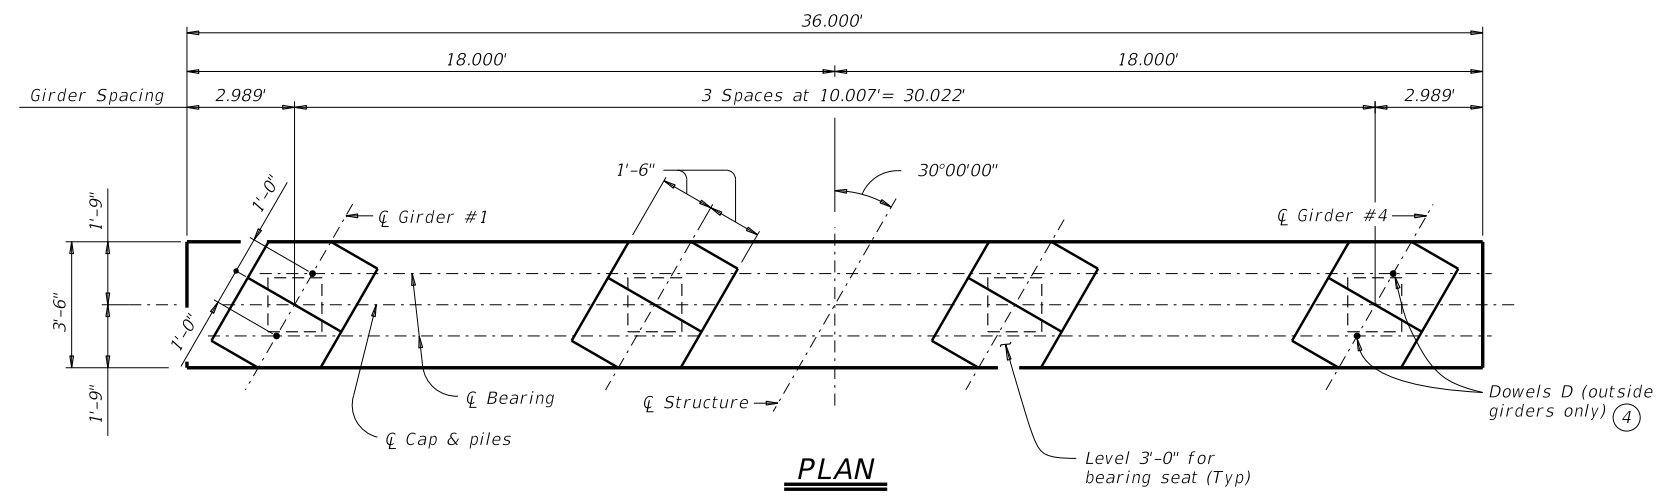 36.000'
18.000'
18.000'
Girder Spacing
2.989'
3 Spaces at 10.007'= 30.022'
2.989'
1'-6"
30°00'00"
1'-0"
1'-9"
℄ Girder #1
℄ Girder #4
3'-6"
1'-0"
1'-9"
℄ Bearing
℄ Structure
℄ Cap & piles
Dowels D (outside
girders only) 4
Level 3'-0" for
bearing seat (Typ)
PLAN